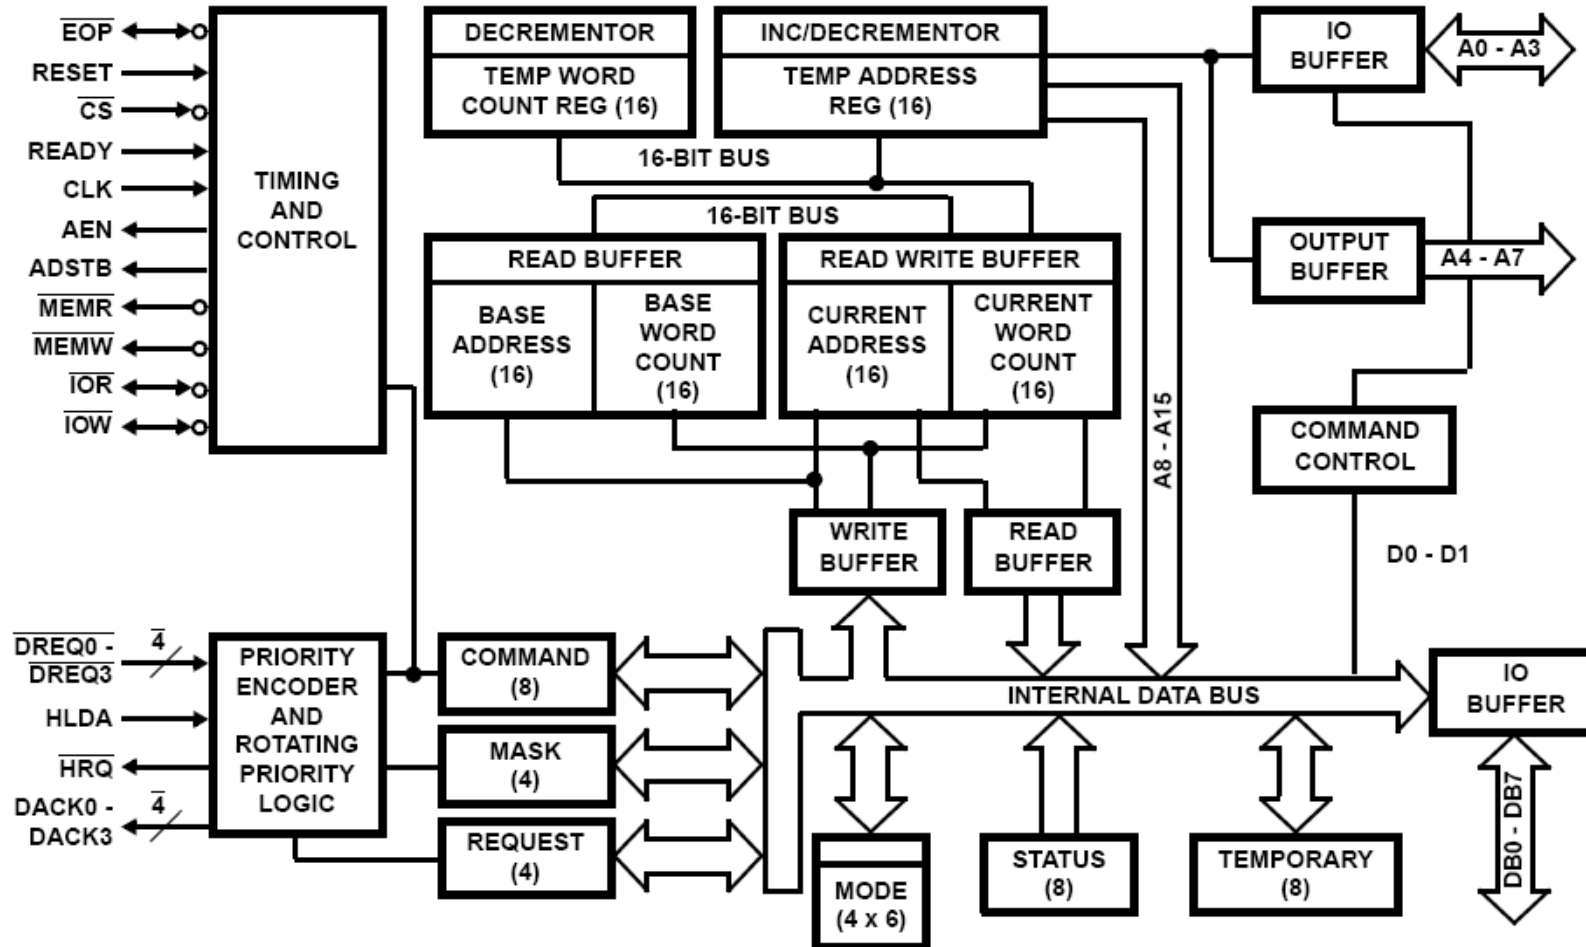 EOP
RESET
CS
READY
CLK
AEN
ADSTB
MEMR
MEMW
IOR
IOW
TIMING
AND
CONTROL
DECREMENTOR
TEMP WORD
COUNT REG (16)
INC/DECREMENTOR
TEMP ADDRESS
REG (16)
IO
BUFFER
A0 - A3
16-BIT BUS
16-BIT BUS
READ BUFFER
BASE
ADDRESS
(16)
BASE
WORD
COUNT
(16)
READ WRITE BUFFER
CURRENT
ADDRESS
(16)
CURRENT
WORD
COUNT
(16)
A8 - A15
OUTPUT
BUFFER
A4 - A7
COMMAND
CONTROL
D0 - D1
WRITE
BUFFER
READ
BUFFER
DREQ0 -
DREQ3
4
HLDA
HRQ
DACK0 -
DACK3
4
PRIORITY
ENCODER
AND
ROTATING
PRIORITY
LOGIC
COMMAND
(8)
MASK
(4)
REQUEST
(4)
INTERNAL DATA BUS
IO
BUFFER
MODE
(4 x 6)
STATUS
(8)
TEMPORARY
(8)
DB0 - DB7